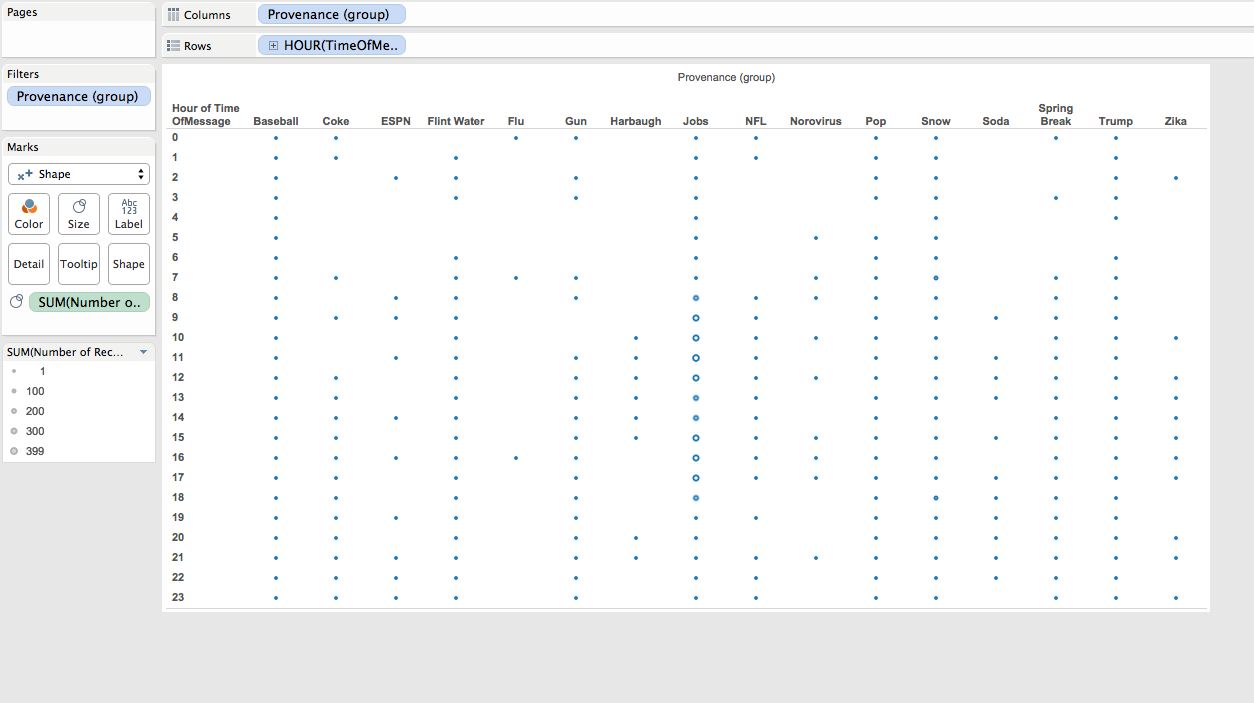 Pages
Columns Provenance (group)
Rows HOUR(TimeOfMe..
Filters
Provenance (group)
Marks
Shape
Color Size Abc 123 Label
Detail Tooltip Shape
SUM(Number o..
SUM(Number of Rec...
1
100
200
300
399
Provenance (group)
Hour of Time
OfMessage Baseball Coke ESPN Flint Water Flu Gun Harbaugh Jobs NFL Norovirus Pop Snow Soda Spring Break Trump Zika
0
1
2
3
4
5
6
7
8
9
10
11
12
13
14
15
16
17
18
19
20
21
22
23